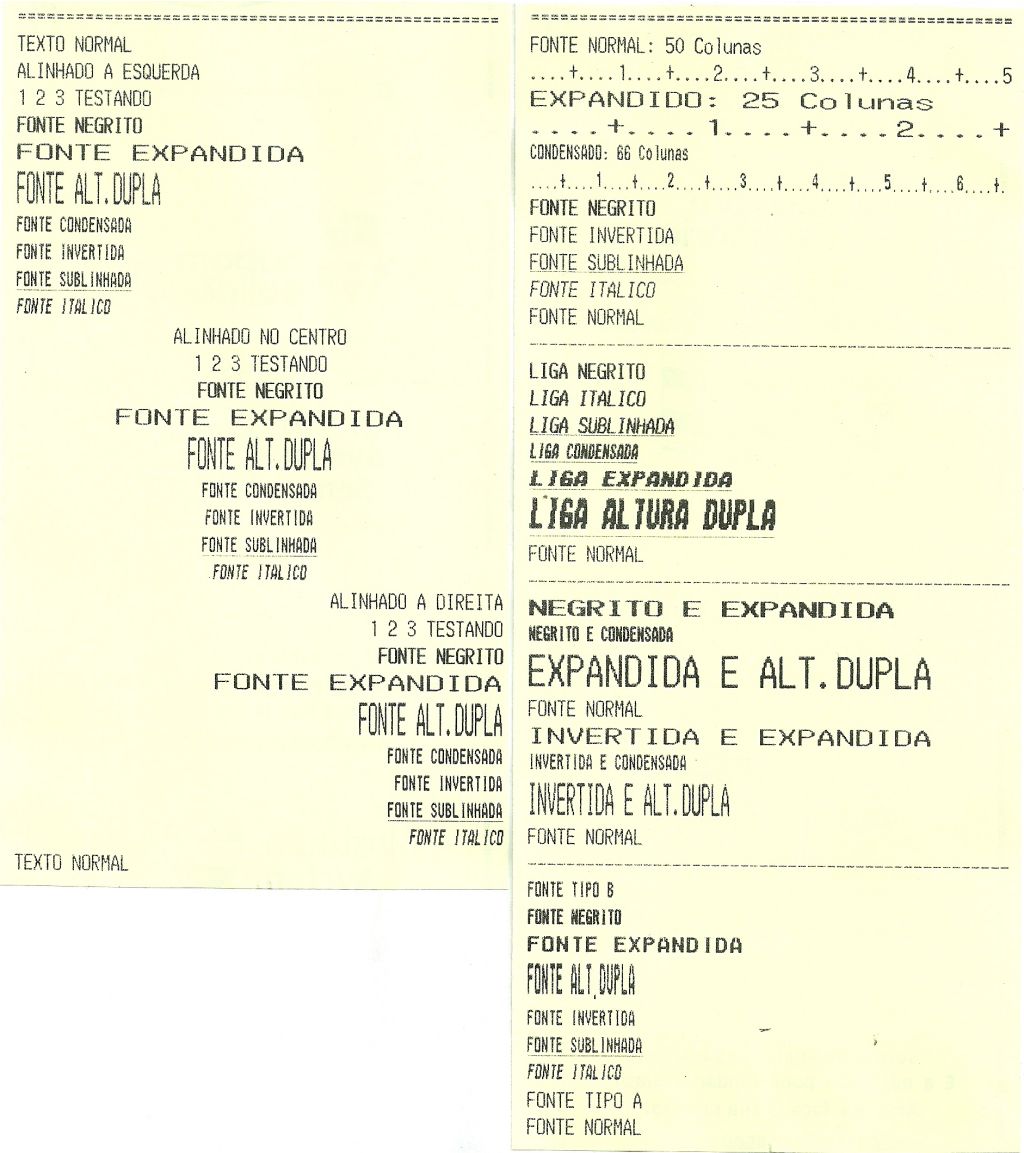 ==================================================
TEXTO NORMAL
ALINHADO A ESQUERDA
1 2 3 TESTANDO
FONTE NEGRITO
FONTE EXPANDIDA
FONTE ALT.DUPLA
FONTE CONDENSADA
FONTE INVERTIDA
FONTE SUBLINHADA
FONTE ITALICO
ALINHADO NO CENTRO
1 2 3 TESTANDO
FONTE NEGRITO
FONTE EXPANDIDA
FONTE ALT.DUPLA
FONTE CONDENSADA
FONTE INVERTIDA
FONTE SUBLINHADA
FONTE ITALICO
ALINHADO A DIREITA
1 2 3 TESTANDO
FONTE NEGRITO
FONTE EXPANDIDA
FONTE ALT.DUPLA
FONTE CONDENSADA
FONTE INVERTIDA
FONTE SUBLINHADA
FONTE ITALICO
TEXTO NORMAL
==================================================
FONTE NORMAL: 50 Colunas
....+....1....+....2....+....3....+....4....+....5
EXPANDIDO: 25 Colunas
....+....1....+....2....+
CONDENSADO: 66 Colunas
....+....1....+....2....+....3....+....4....+....5....+....6....+.
FONTE NEGRITO
FONTE INVERTIDA
FONTE SUBLINHADA
FONTE ITALICO
FONTE NORMAL
--------------------------------------------------
LIGA NEGRITO
LIGA ITALICO
LIGA SUBLINHADA
LIGA CONDENSADA
LIGA EXPANDIDA
LIGA ALTURA DUPLA
FONTE NORMAL
--------------------------------------------------
NEGRITO E EXPANDIDA
NEGRITO E CONDENSADA
EXPANDIDA E ALT.DUPLA
FONTE NORMAL
INVERTIDA E EXPANDIDA
INVERTIDA E CONDENSADA
INVERTIDA E ALT.DUPLA
FONTE NORMAL
--------------------------------------------------
FONTE TIPO B
FONTE NEGRITO
FONTE EXPANDIDA
FONTE ALT.DUPLA
FONTE INVERTIDA
FONTE SUBLINHADA
FONTE ITALICO
FONTE TIPO A
FONTE NORMAL